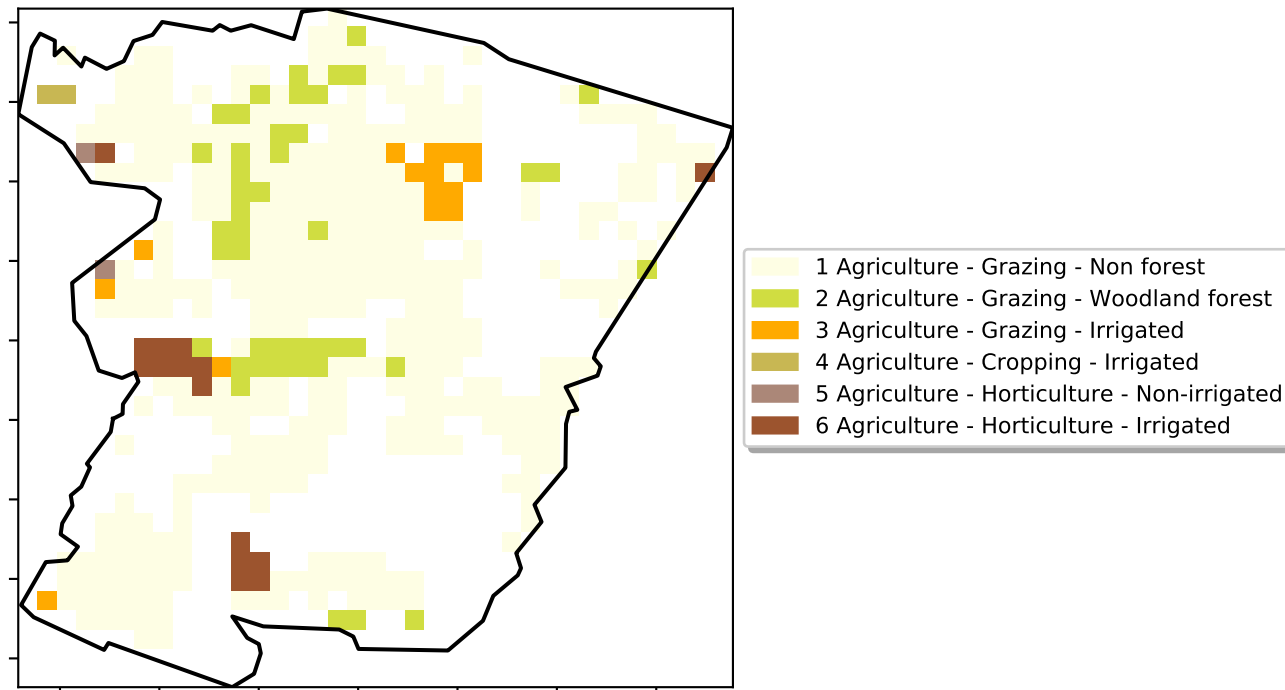 1 Agriculture - Grazing - Non forest
2 Agriculture - Grazing - Woodland forest
3 Agriculture - Grazing - Irrigated
4 Agriculture - Cropping - Irrigated
5 Agriculture - Horticulture - Non-irrigated
6 Agriculture - Horticulture - Irrigated